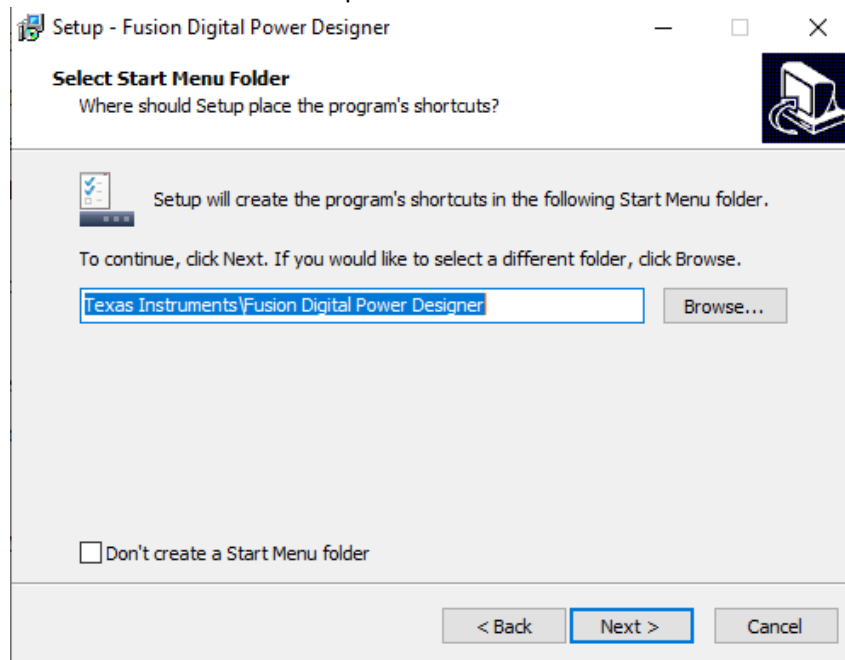 Setup - Fusion Digital Power Designer
Select Start Menu Folder
Where should Setup place the program's shortcuts?
Setup will create the program's shortcuts in the following Start Menu folder.
To continue, click Next. If you would like to select a different folder, click Browse.
Texas Instruments\Fusion Digital Power Designer
Browse...
Don't create a Start Menu folder
< Back
Next >
Cancel